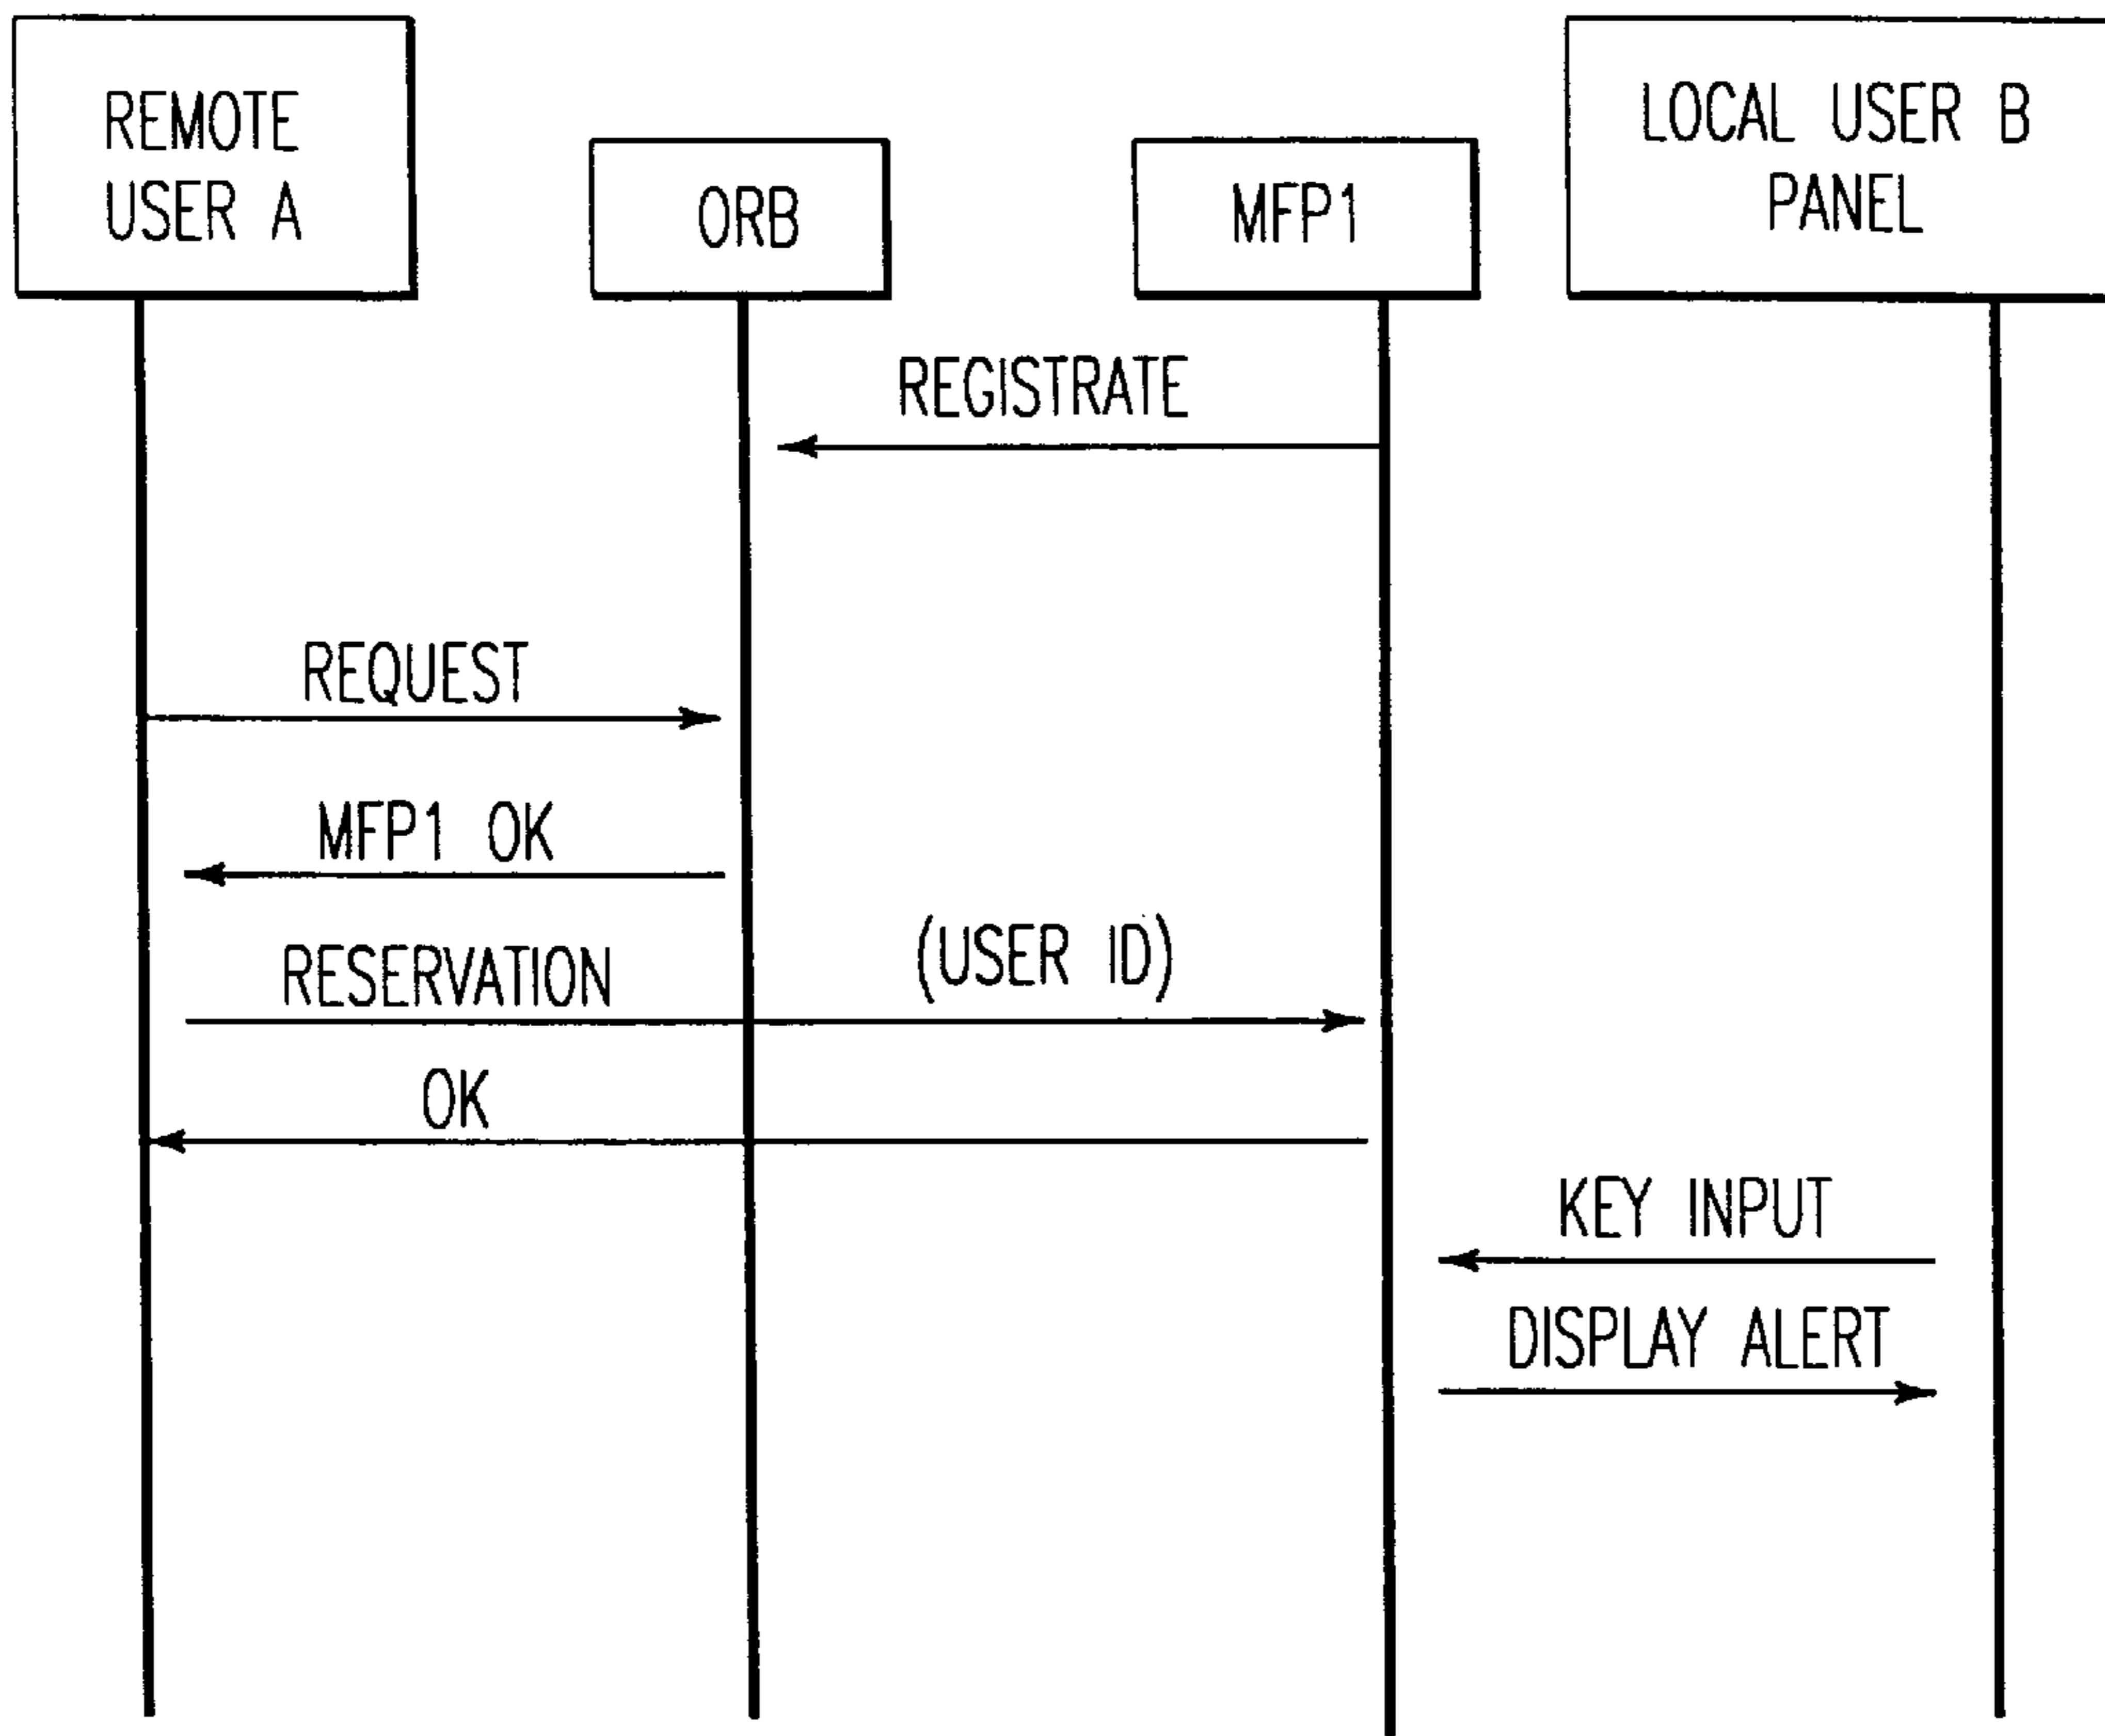 REMOTE
USER A
ORB
MFP1
LOCAL USER B
PANEL
REGISTRATE
REQUEST
MFP1 OK
RESERVATION (USER ID)
OK
KEY INPUT
DISPLAY ALERT